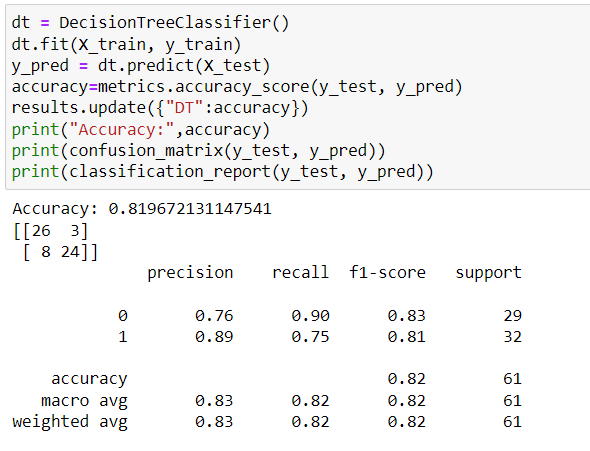 dt = DecisionTreeClassifier()
dt.fit(X_train, y_train)
y_pred = dt.predict(X_test)
accuracy=metrics.accuracy_score(y_test, y_pred)
results.update({"DT":accuracy})
print("Accuracy:",accuracy)
print(confusion_matrix(y_test, y_pred))
print(classification_report(y_test, y_pred))
Accuracy: 0.819672131147541
[[26  3]
 [ 8 24]]
              precision    recall  f1-score   support
           0       0.76      0.90      0.83        29
           1       0.89      0.75      0.81        32
    accuracy                           0.82        61
   macro avg       0.83      0.82      0.82        61
weighted avg       0.83      0.82      0.82        61